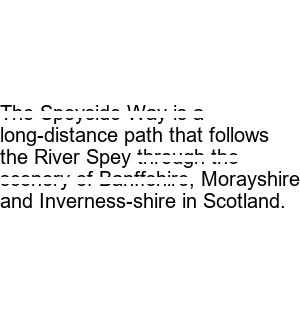 The Speyside Way is a
long-distance path that follows
the River Spey through the
scenery of Banffshire, Morayshire
and Inverness-shire in Scotland.